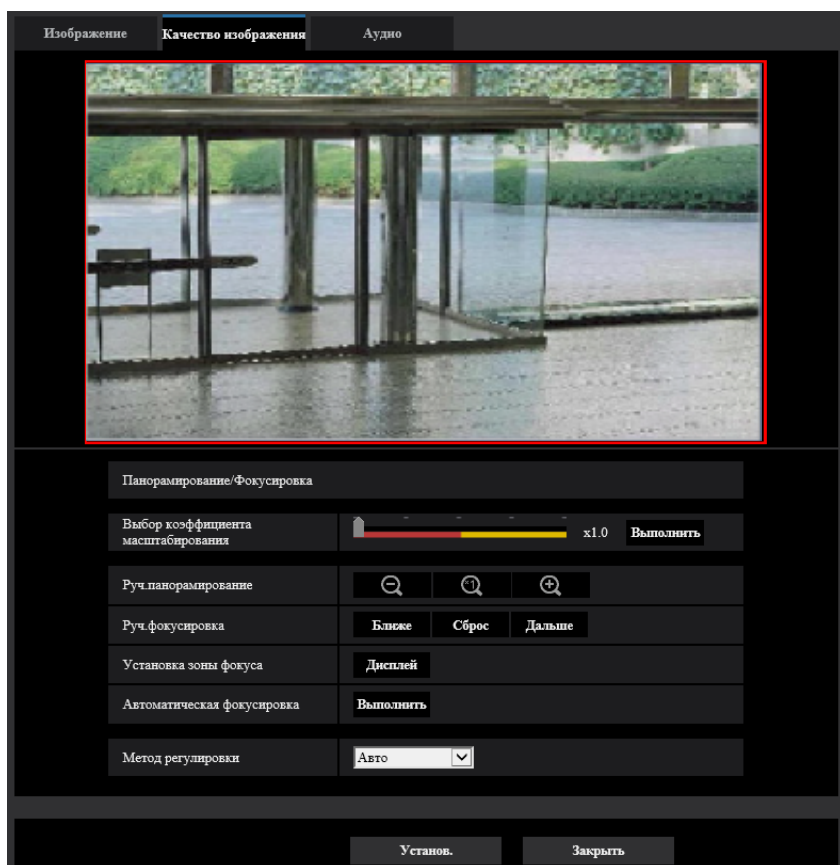 Изображение
Качество изображения
Аудио
Панорамирование/Фокусировка
Выбор коэффициента
масштабирования
x1.0
Выполнить
Руч.панорамирование
×1
Руч.фокусировка
Ближе
Сброс
Дальше
Установка зоны фокуса
Дисплей
Автоматическая фокусировка
Выполнить
Метод регулировки
Авто
Установ.
Закрыть